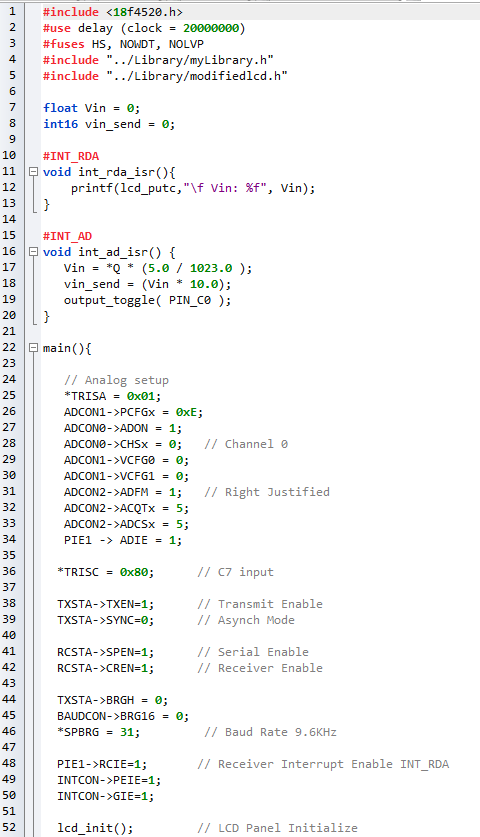 1 #include <18f4520.h>
2 #use delay (clock = 20000000)
3 #fuses HS, NOWDT, NOLVP
4 #include "../Library/myLibrary.h"
5 #include "../Library/modifiedlcd.h"
6
7 float Vin = 0;
8 int16 vin_send = 0;
9
10 #INT_RDA
11 void int_rda_isr(){
12 printf(lcd_putc,"\f Vin: %f", Vin);
13 }
14
15 #INT_AD
16 void int_ad_isr() {
17 Vin = *Q * (5.0 / 1023.0 );
18 vin_send = (Vin * 10.0);
19 output_toggle( PIN_C0 );
20 }
21
22 main(){
23
24 // Analog setup
25 *TRISA = 0x01;
26 ADCON1->PCFGx = 0xE;
27 ADCON0->ADON = 1;
28 ADCON0->CHSx = 0; // Channel 0
29 ADCON1->VCFG0 = 0;
30 ADCON1->VCFG1 = 0;
31 ADCON2->ADFM = 1; // Right Justified
32 ADCON2->ACQTx = 5;
33 ADCON2->ADCSx = 5;
34 PIE1 -> ADIE = 1;
35
36 *TRISC = 0x80; // C7 input
37
38 TXSTA->TXEN=1; // Transmit Enable
39 TXSTA->SYNC=0; // Asynch Mode
40
41 RCSTA->SPEN=1; // Serial Enable
42 RCSTA->CREN=1; // Receiver Enable
43
44 TXSTA->BRGH = 0;
45 BAUDCON->BRG16 = 0;
46 *SPBRG = 31; // Baud Rate 9.6KHz
47
48 PIE1->RCIE=1; // Receiver Interrupt Enable INT_RDA
49 INTCON->PEIE=1;
50 INTCON->GIE=1;
51
52 lcd_init(); // LCD Panel Initialize